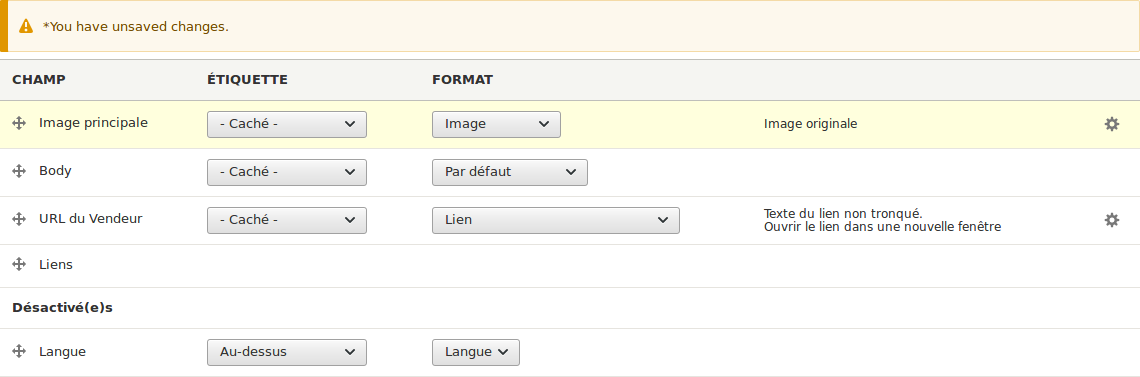 *You have unsaved changes.
CHAMP ÉTIQUETTE FORMAT
Image principale - Caché - Image Image originale
Body - Caché - Par défaut
URL du Vendeur - Caché - Lien Texte du lien non tronqué.
Ouvrir le lien dans une nouvelle fenêtre
Liens
Désactivé(e)s
Langue Au-dessus Langue